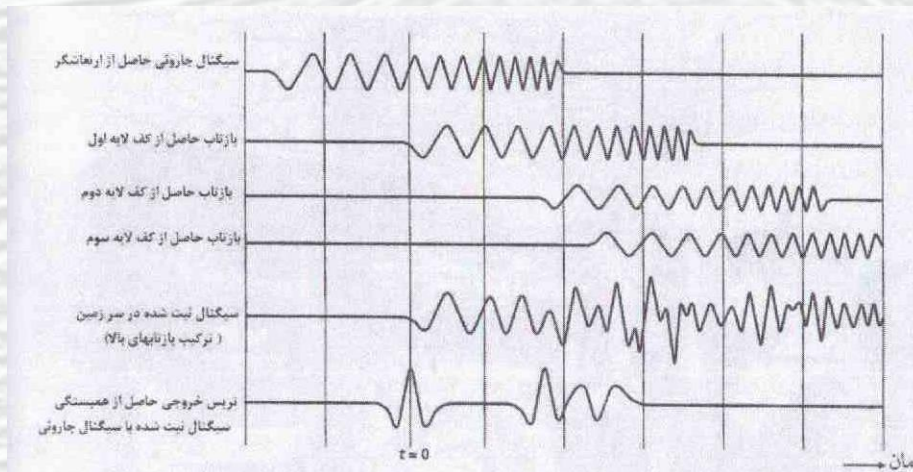 سیگنال جاروئی حاصل از ارتعاشگر
بازتاب حاصل از کف لایه اول
بازتاب حاصل از کف لایه دوم
بازتاب حاصل از کف لایه سوم
سیگنال ثبت شده در سر زمین
( ترکیب بازتابهای بالا)
تریس خروجی حاصل از همبستگی
سیگنال ثبت شده با سیگنال جاروئی
t = 0